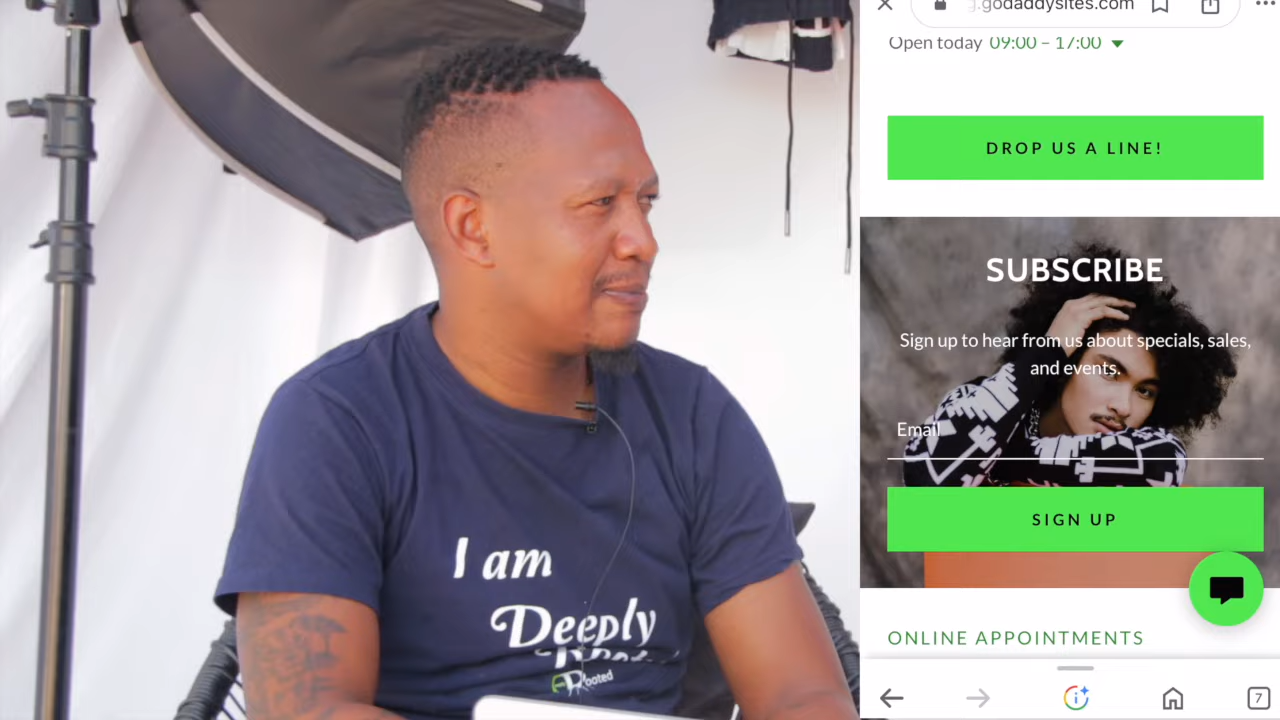 I am
Deeply
Rooted
.godaddysites.com
Open today 09:00 – 17:00
DROP US A LINE!
SUBSCRIBE
Sign up to hear from us about specials, sales,
and events.
Email
SIGN UP
ONLINE APPOINTMENTS
7